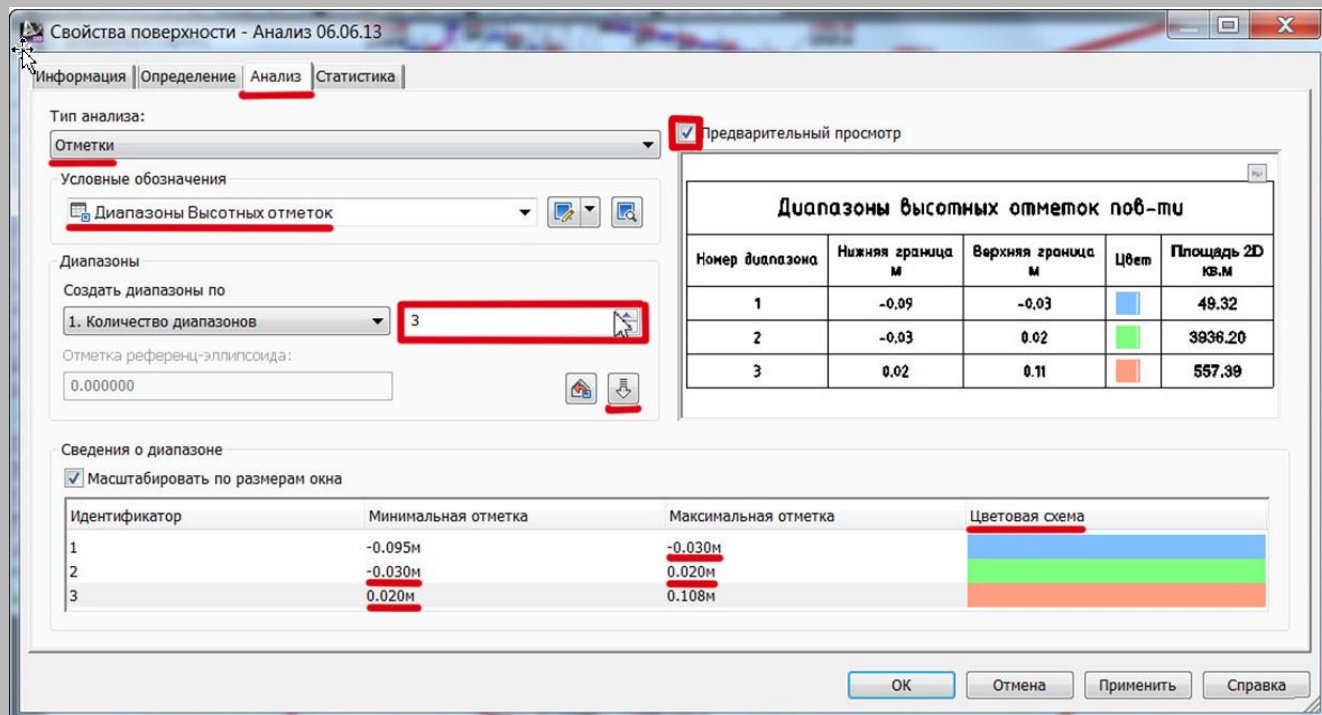 Свойства поверхности - Анализ 06.06.13
Информация Определение Анализ Статистика
Тип анализа:
Отметки
Условные обозначения
Диапазоны Высотных отметок
Диапазоны
Создать диапазоны по
1. Количество диапазонов 3
Отметка референц-эллипсоида:
0.000000
Предварительный просмотр
Диапазоны высотных отметок пов-ти
Номер диапазона Нижняя граница м Верхняя граница м Цвет Площадь 2D кв.м
1 -0,09 -0,03 49.32
2 -0,03 0.02 3936.20
3 0.02 0.11 557.39
Сведения о диапазоне
Масштабировать по размерам окна
Идентификатор Минимальная отметка Максимальная отметка Цветовая схема
1 -0.095м -0.030м
2 -0.030м 0.020м
3 0.020м 0.108м
ОК Отмена Применить Справка